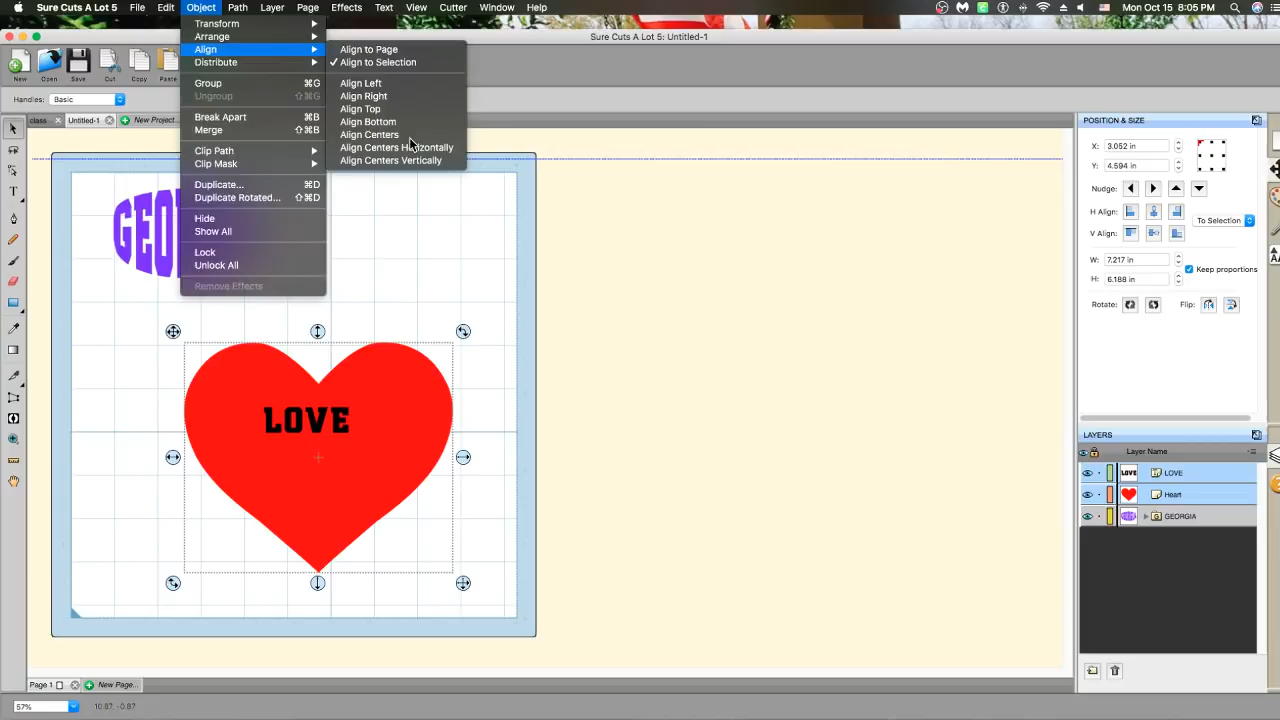 Sure Cuts A Lot 5 File Edit Object Path Layer Page Effects Text View Cutter Window Help Mon Oct 15 8:05 PM
Sure Cuts A Lot 5: Untitled-1
New Open Save Cut Copy Paste
Handles: Basic
class Untitled-1 New Project...
Transform
Arrange
Align
Distribute
Group ⌘G
Ungroup ⇧⌘G
Break Apart ⌘B
Merge ⇧⌘B
Clip Path
Clip Mask
Duplicate... ⌘D
Duplicate Rotated... ⇧⌘D
Hide
Show All
Lock
Unlock All
Remove Effects
Align to Page
✓ Align to Selection
Align Left
Align Right
Align Top
Align Bottom
Align Centers
Align Centers Horizontally
Align Centers Vertically
GEO
LOVE
POSITION & SIZE
X: 3.052 in
Y: 4.594 in
Nudge:
H Align:
To Selection
V Align:
W: 7.217 in
Keep proportions
H: 6.188 in
Rotate: Flip:
LAYERS
Layer Name
LOVE LOVE
Heart
GEORGIA
Page 1 New Page...
57% 10.87, -0.87